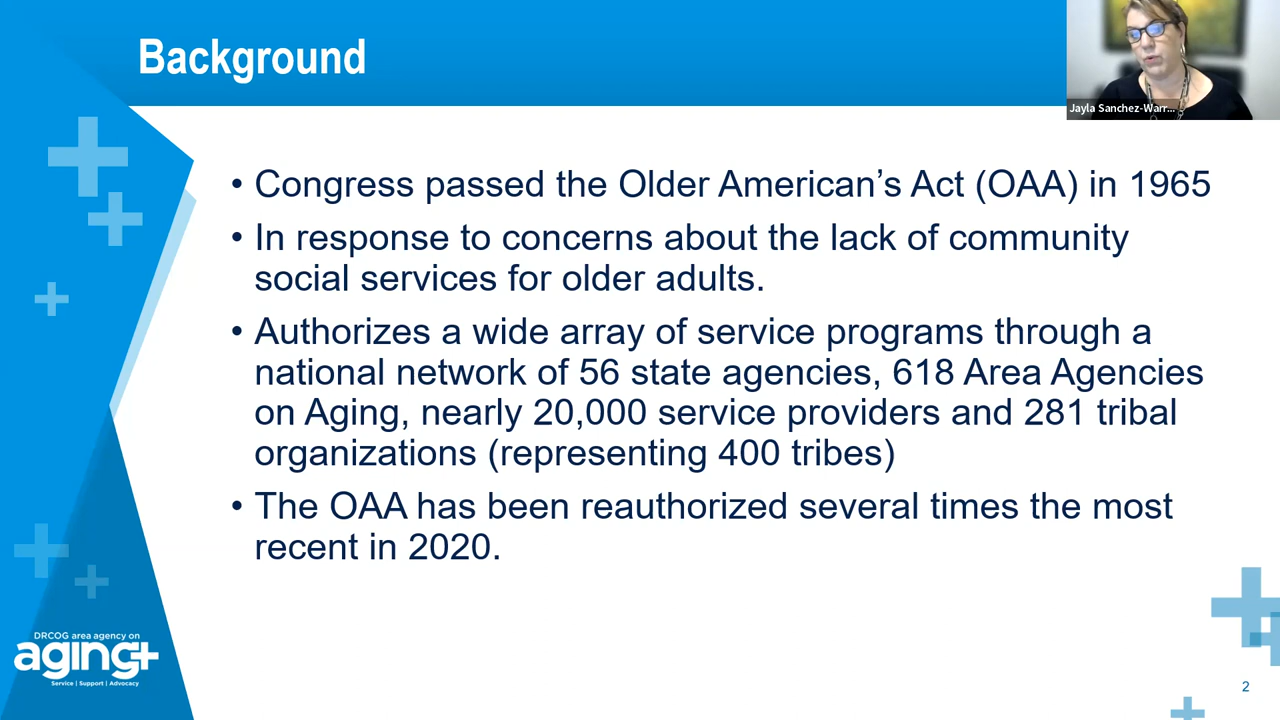 Background
Jayla Sanchez-Warr...
• Congress passed the Older American’s Act (OAA) in 1965
• In response to concerns about the lack of community
social services for older adults.
• Authorizes a wide array of service programs through a
national network of 56 state agencies, 618 Area Agencies
on Aging, nearly 20,000 service providers and 281 tribal
organizations (representing 400 tribes)
• The OAA has been reauthorized several times the most
recent in 2020.
DRCOG area agency on
aging+
Service | Support | Advocacy
2